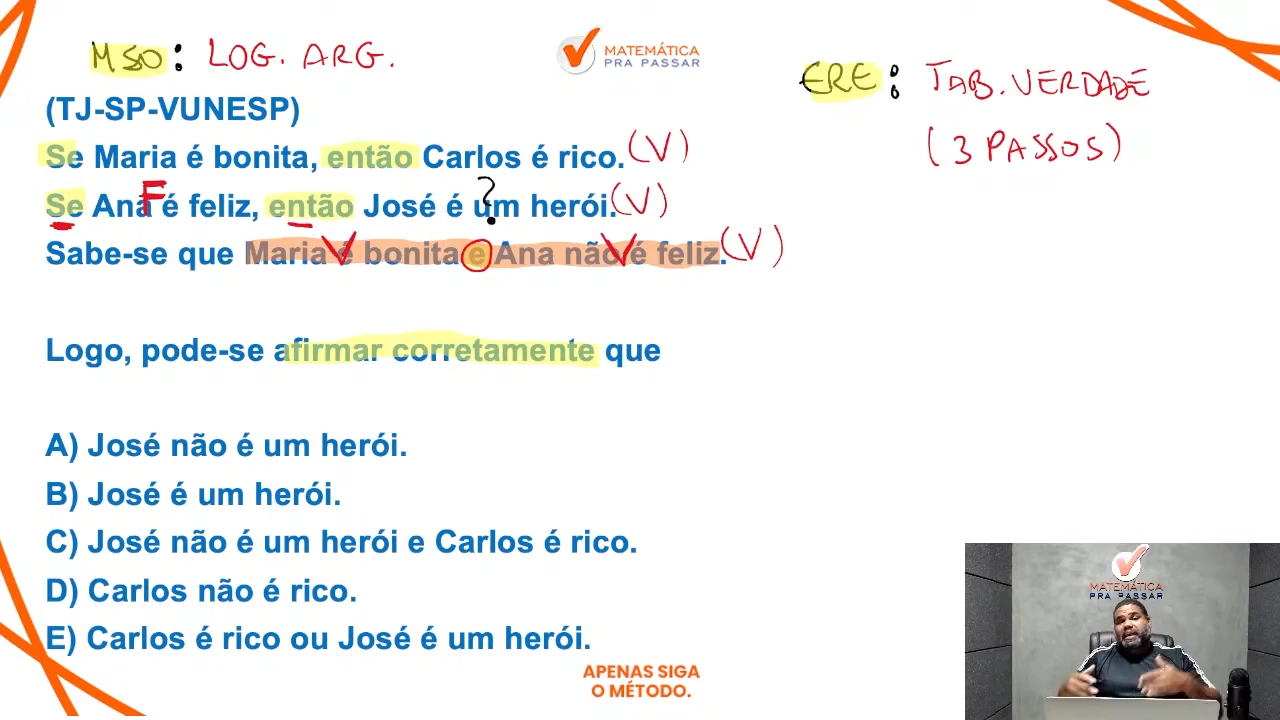 MSO: LOG. ARG.
MATEMÁTICA
PRA PASSAR
ERE: TAB. VERDADE
(3 PASSOS)
(TJ-SP-VUNESP)
Se Maria é bonita, então Carlos é rico. (V)
F ?
Se Ana é feliz, então José é um herói. (V)
V V
Sabe-se que Maria é bonita e Ana não é feliz. (V)
Logo, pode-se afirmar corretamente que
A) José não é um herói.
B) José é um herói.
C) José não é um herói e Carlos é rico.
D) Carlos não é rico.
E) Carlos é rico ou José é um herói.
MATEMÁTICA
PRA PASSAR
APENAS SIGA
O MÉTODO.